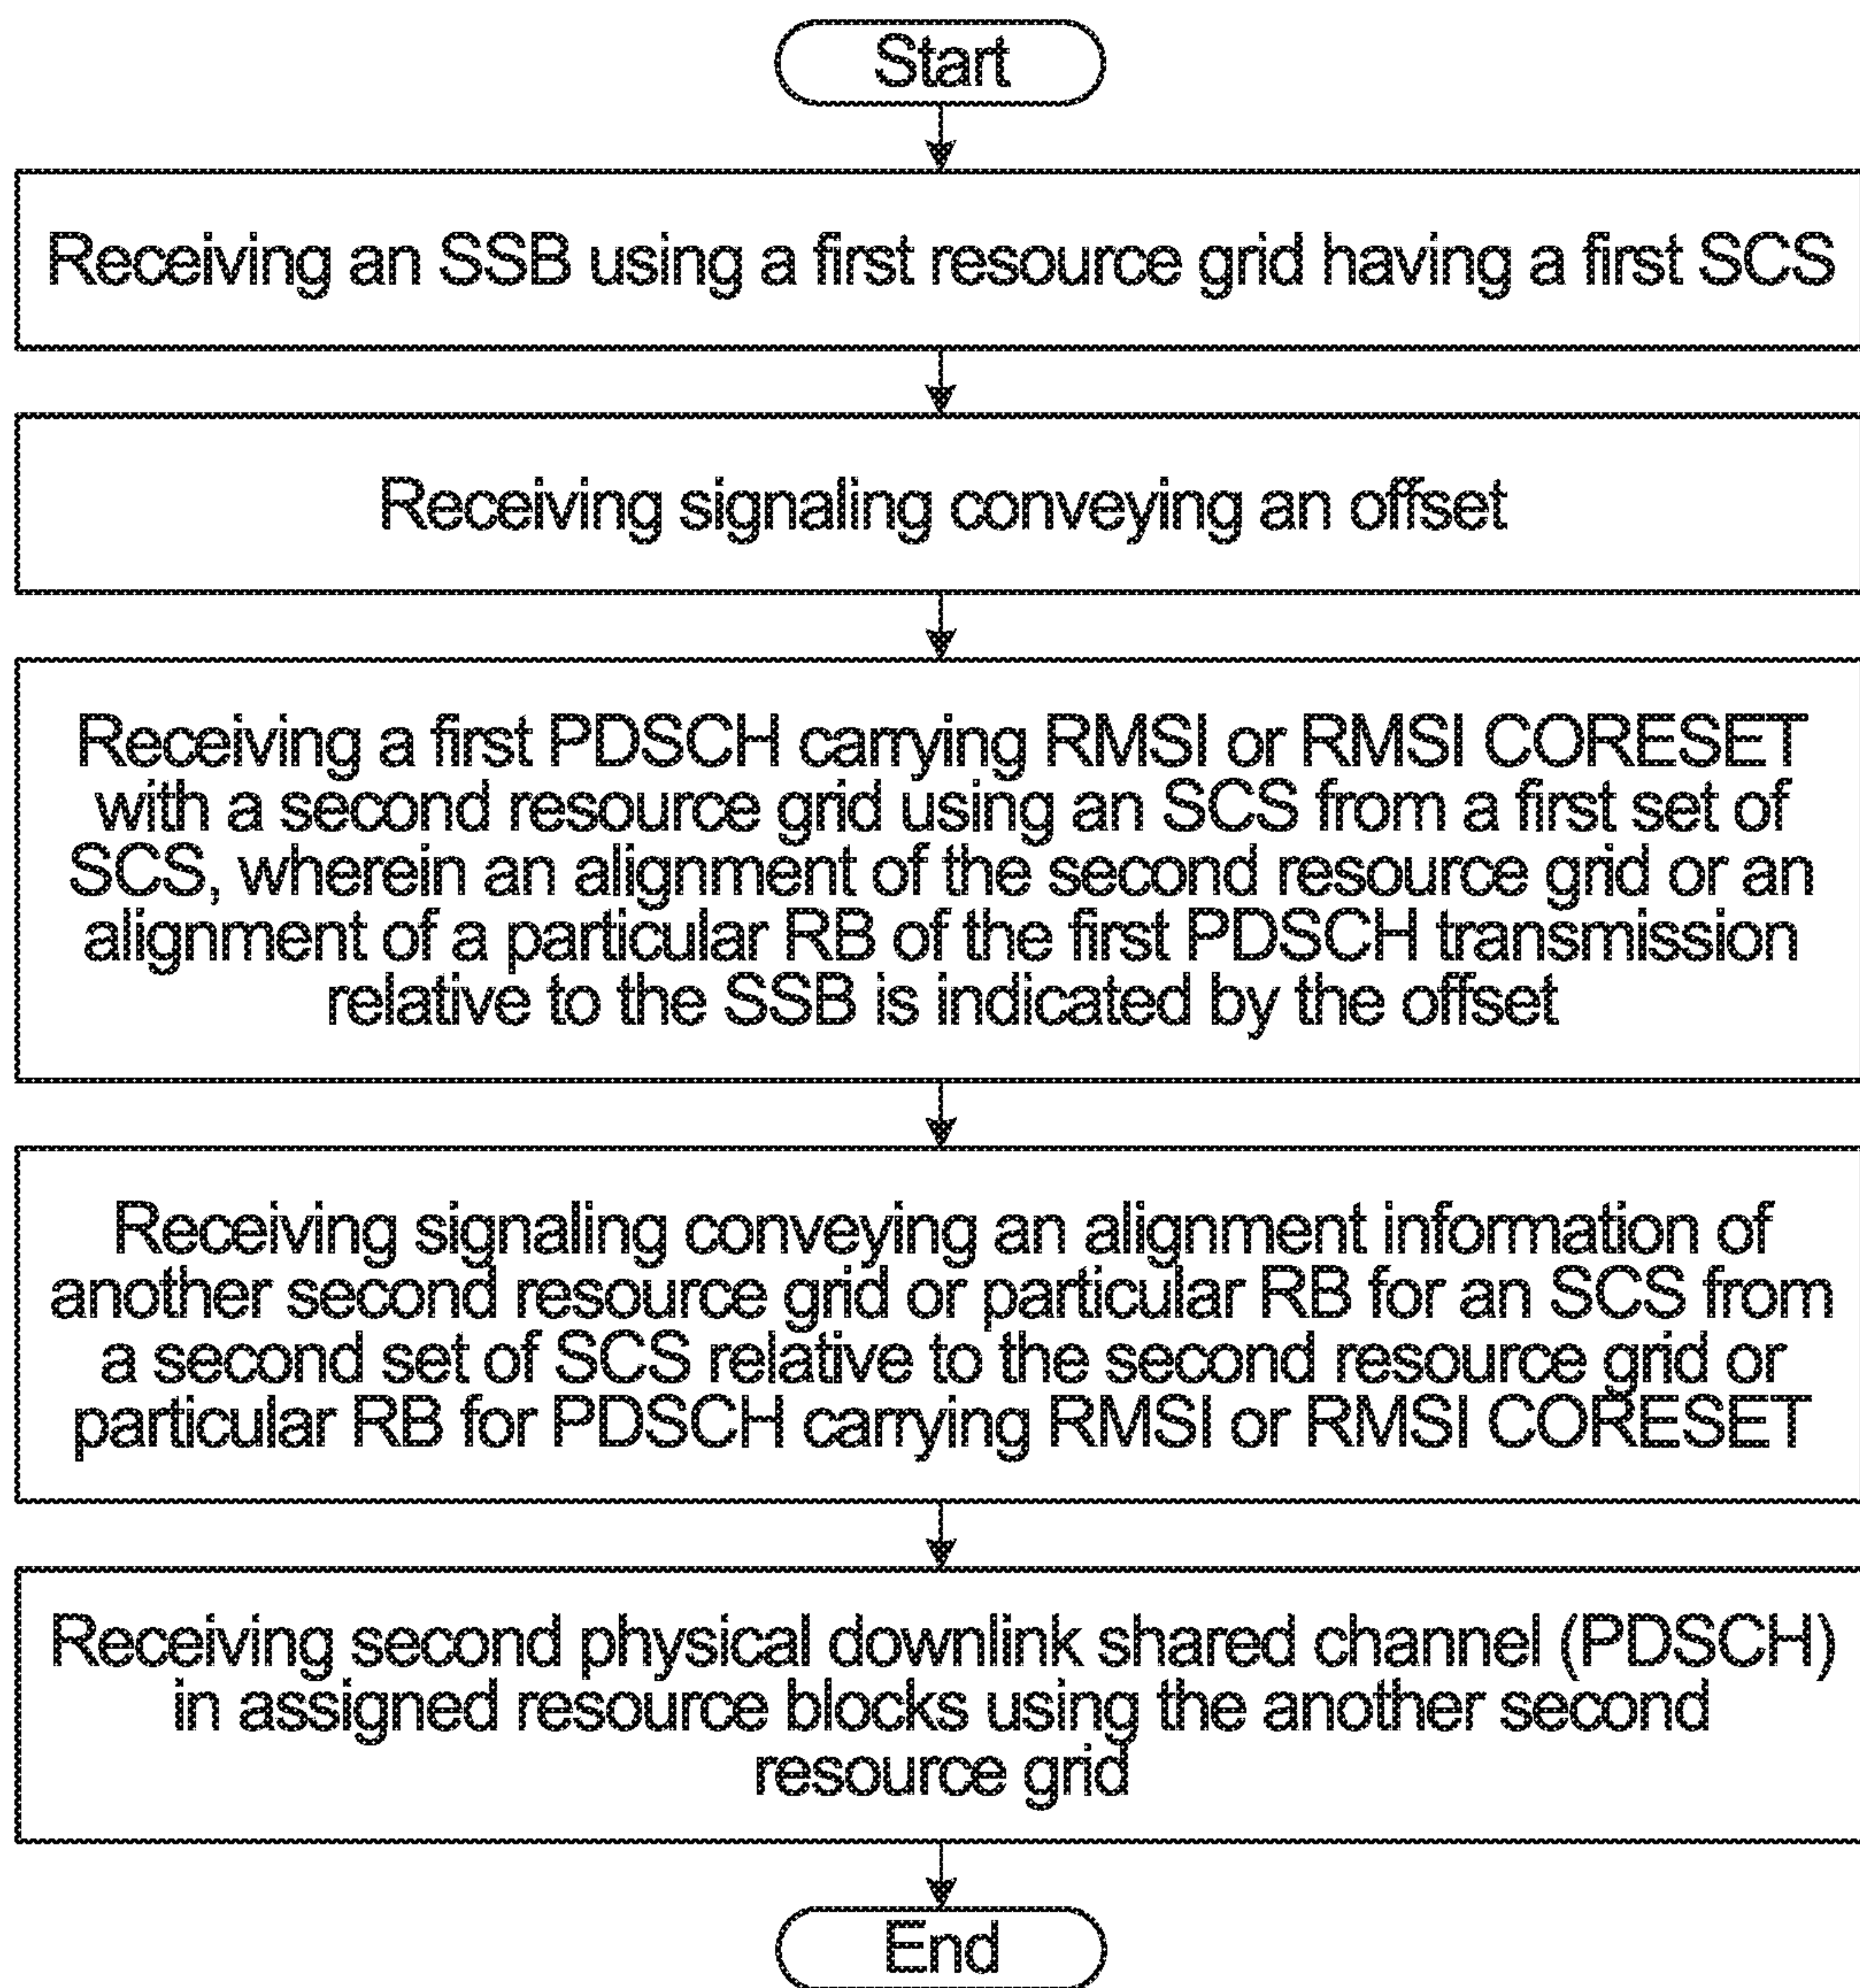 Start
Receiving an SSB using a first resource grid having a first SCS
Receiving signaling conveying an offset
Receiving a first PDSCH carrying RMSI or RMSI CORESET
with a second resource grid using an SCS from a first set of
SCS, wherein an alignment of the second resource grid or an
alignment of a particular RB of the first PDSCH transmission
relative to the SSB is indicated by the offset
Receiving signaling conveying an alignment information of
another second resource grid or particular RB for an SCS from
a second set of SCS relative to the second resource grid or
particular RB for PDSCH carrying RMSI or RMSI CORESET
Receiving second physical downlink shared channel (PDSCH)
in assigned resource blocks using the another second
resource grid
End